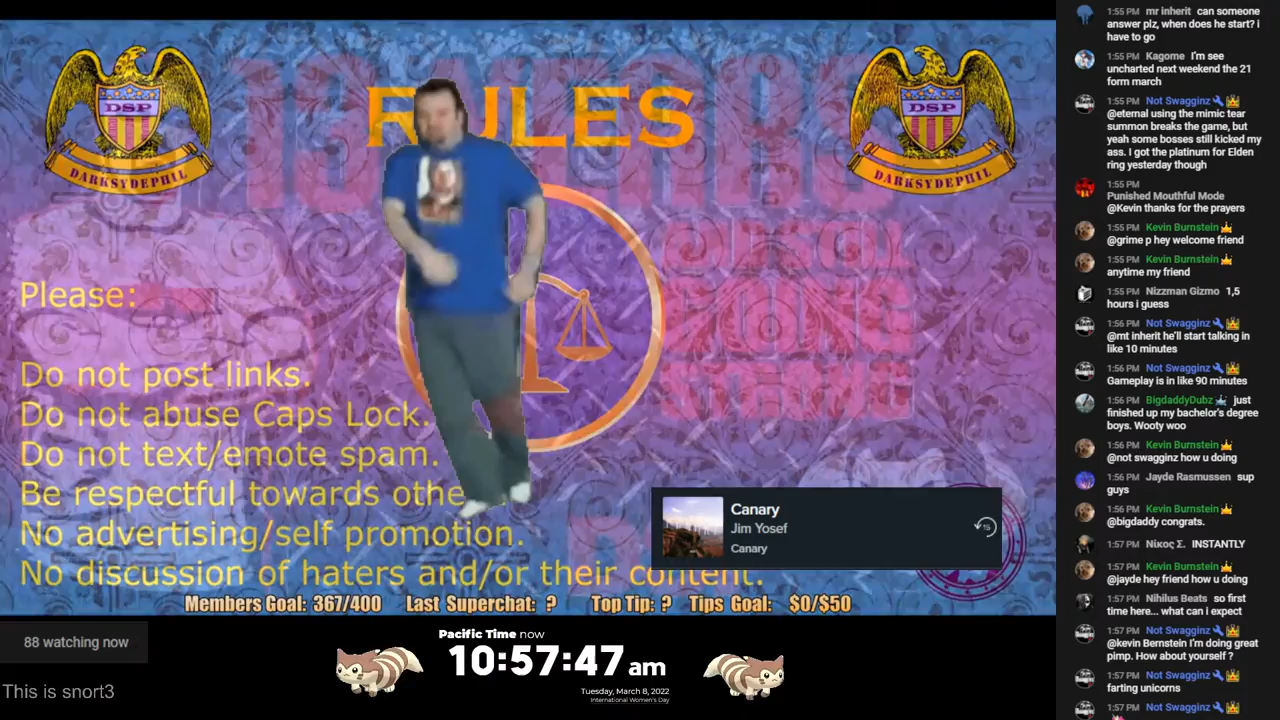 RULES
DSP
DARKSYDEPHIL
DSP
DARKSYDEPHIL
Please:
Do not post links.
Do not abuse Caps Lock.
Do not text/emote spam.
Be respectful towards othe
No advertising/self promotion.
No discussion of haters and/or their content.
Canary
Jim Yosef
Canary
15
Members Goal: 367/400 Last Superchat: ? Top Tip: ? Tips Goal: $0/$50
88 watching now
This is snort3
Pacific Time now
10:57:47 am
Tuesday, March 8, 2022
International Women's Day
1:55 PM mr inherit can someone
answer plz, when does he start? i
have to go
1:55 PM Kagome I'm see
uncharted next weekend the 21
form march
1:55 PM Not Swagginz
@eternal using the mimic tear
summon breaks the game, but
yeah some bosses still kicked my
ass. I got the platinum for Elden
ring yesterday though
1:55 PM
Punished Mouthful Mode
@Kevin thanks for the prayers
1:55 PM Kevin Burnstein
@grime p hey welcome friend
1:55 PM Kevin Burnstein
anytime my friend
1:55 PM Nizzman Gizmo 1,5
hours i guess
1:56 PM Not Swagginz
@mt inherit he'll start talking in
like 10 minutes
1:56 PM Not Swagginz
Gameplay is in like 90 minutes
1:56 PM BigdaddyDubz just
finished up my bachelor's degree
boys. Wooty woo
1:56 PM Kevin Burnstein
@not swagginz how u doing
1:56 PM Jayde Rasmussen sup
guys
1:56 PM Kevin Burnstein
@bigdaddy congrats.
1:57 PM Νίκος Σ. INSTANTLY
1:57 PM Kevin Burnstein
@jayde hey friend how u doing
1:57 PM Nihilus Beats so first
time here... what can i expect
1:57 PM Not Swagginz
@kevin Bernstein I'm doing great
pimp. How about yourself ?
1:57 PM Not Swagginz
farting unicorns
1:57 PM Not Swagginz